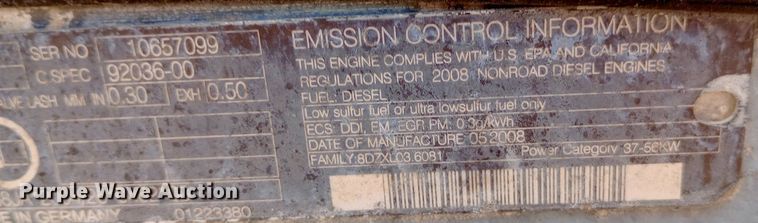 SER NO 10657099
C.SPEC 92036-00
LASH MM IN 0.30 EXH 0.50
IN GERMANY 01223380
EMISSION CONTROL INFORMATION
THIS ENGINE COMPLIES WITH U.S. EPA AND CALIFORNIA
REGULATIONS FOR 2008 NONROAD DIESEL ENGINES.
FUEL: DIESEL
Low sulfur fuel or ultra lowsulfur fuel only
ECS: DDI, EM, EGR PM: 0.3g/kWh
DATE OF MANUFACTURE 05 2008
Power Category 37-56KW
FAMILY:8DZXL03.6081
Purple Wave Auction